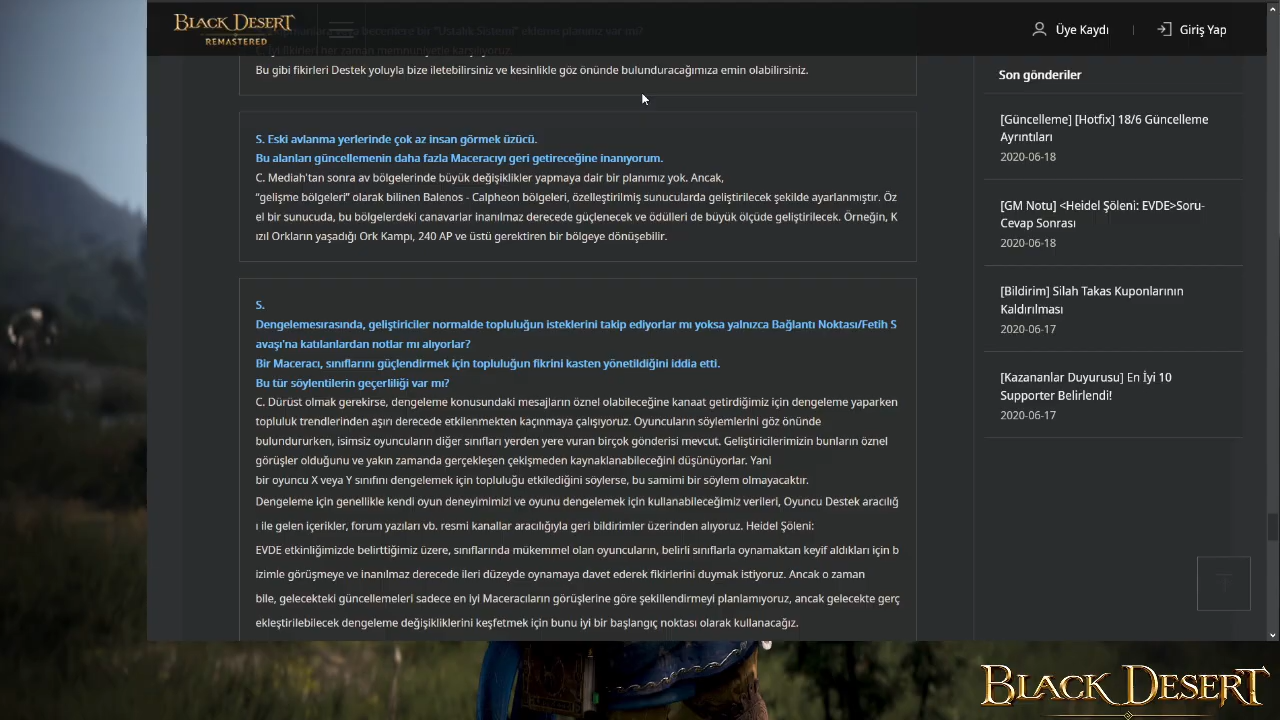 BLACK DESERT
REMASTERED
Üye Kaydı
Giriş Yap
Bu gibi fikirleri Destek yoluyla bize iletebilirsiniz ve kesinlikle göz önünde bulunduracağımıza emin olabilirsiniz.
S. Eski avlanma yerlerinde çok az insan görmek üzücü.
Bu alanları güncellemenin daha fazla Maceracıyı geri getireceğine inanıyorum.
C. Mediah'tan sonra av bölgelerinde büyük değişiklikler yapmaya dair bir planımız yok. Ancak,
"gelişme bölgeleri" olarak bilinen Balenos - Calpheon bölgeleri, özelleştirilmiş sunucularda geliştirilecek şekilde ayarlanmıştır. Öz
el bir sunucuda, bu bölgelerdeki canavarlar inanılmaz derecede güçlenecek ve ödülleri de büyük ölçüde geliştirilecek. Örneğin, K
ızıl Orkların yaşadığı Ork Kampı, 240 AP ve üstü gerektiren bir bölgeye dönüşebilir.
S.
Dengelemesırasında, geliştiriciler normalde topluluğun isteklerini takip ediyorlar mı yoksa yalnızca Bağlantı Noktası/Fetih S
avaşı'na katılanlardan notlar mı alıyorlar?
Bir Maceracı, sınıflarını güçlendirmek için topluluğun fikrini kasten yönetildiğini iddia etti.
Bu tür söylentilerin geçerliliği var mı?
C. Dürüst olmak gerekirse, dengeleme konusundaki mesajların öznel olabileceğine kanaat getirdiğimiz için dengeleme yaparken
topluluk trendlerinden aşırı derecede etkilenmekten kaçınmaya çalışıyoruz. Oyuncuların söylemlerini göz önünde
bulundururken, isimsiz oyuncuların diğer sınıfları yerden yere vuran birçok gönderisi mevcut. Geliştiricilerimizin bunların öznel
görüşler olduğunu ve yakın zamanda gerçekleşen çekişmeden kaynaklanabileceğini düşünüyorlar. Yani
bir oyuncu X veya Y sınıfını dengelemek için topluluğu etkilediğini söylerse, bu samimi bir söylem olmayacaktır.
Dengeleme için genellikle kendi oyun deneyimimizi ve oyunu dengelemek için kullanabileceğimiz verileri, Oyuncu Destek aracılığ
ı ile gelen içerikler, forum yazıları vb. resmi kanallar aracılığıyla geri bildirimler üzerinden alıyoruz. Heidel Şöleni:
EVDE etkinliğimizde belirttiğimiz üzere, sınıflarında mükemmel olan oyuncuların, belirli sınıflarla oynamaktan keyif aldıkları için b
izimle görüşmeye ve inanılmaz derecede ileri düzeyde oynamaya davet ederek fikirlerini duymak istiyoruz. Ancak o zaman
bile, gelecekteki güncellemeleri sadece en iyi Maceracıların görüşlerine göre şekillendirmeyi planlamıyoruz, ancak gelecekte gerç
ekleştirilebilecek dengeleme değişikliklerini keşfetmek için bunu iyi bir başlangıç noktası olarak kullanacağız.
Son gönderiler
[Güncelleme] [Hotfix] 18/6 Güncelleme
Ayrıntıları
2020-06-18
[GM Notu] <Heidel Şöleni: EVDE>Soru-
Cevap Sonrası
2020-06-18
[Bildirim] Silah Takas Kuponlarının
Kaldırılması
2020-06-17
[Kazananlar Duyurusu] En İyi 10
Supporter Belirlendi!
2020-06-17
BLACK DESERT